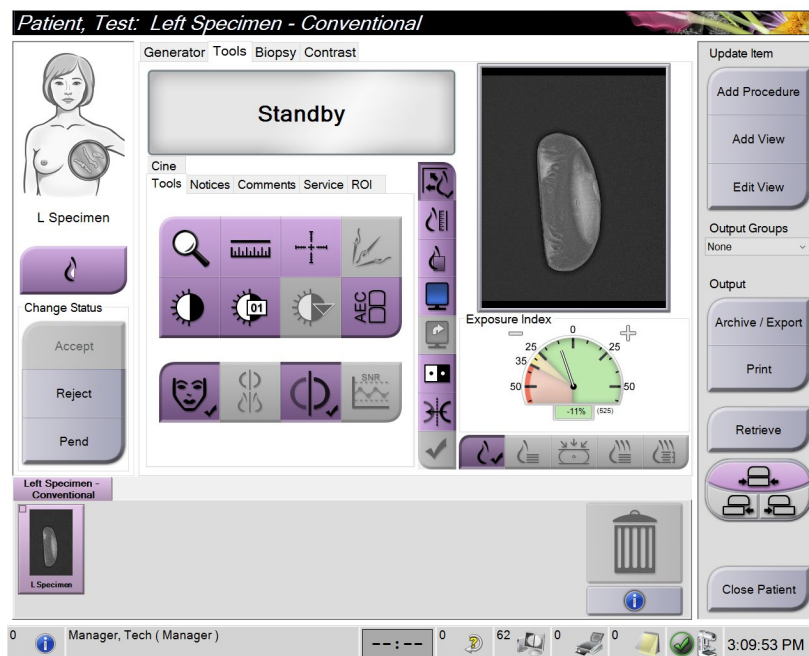 Patient, Test: Left Specimen - Conventional
Generator Tools Biopsy Contrast
Standby
Cine
Tools Notices Comments Service ROI
01
AEC
SNR
L Specimen
Change Status
Accept
Reject
Pend
Exposure Index
0
25 25
35
50 50
-11% (525)
Update Item
Add Procedure
Add View
Edit View
Output Groups
None
Output
Archive / Export
Print
Retrieve
Close Patient
Left Specimen -
Conventional
L Specimen
0 Manager, Tech ( Manager ) --:-- 0 62 0 0 3:09:53 PM